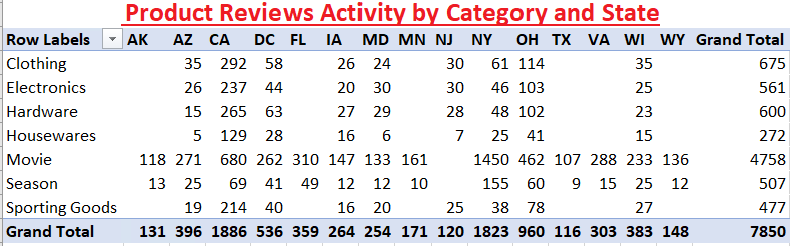 Product Reviews Activity by Category and State
Row Labels AK AZ CA DC FL IA MD MN NJ NY OH TX VA WI WY Grand Total
Clothing 35 292 58 26 24 30 61 114 35 675
Electronics 26 237 44 20 30 30 46 103 25 561
Hardware 15 265 63 27 29 28 48 102 23 600
Housewares 5 129 28 16 6 7 25 41 15 272
Movie 118 271 680 262 310 147 133 161 1450 462 107 288 233 136 4758
Season 13 25 69 41 49 12 12 10 155 60 9 15 25 12 507
Sporting Goods 19 214 40 16 20 25 38 78 27 477
Grand Total 131 396 1886 536 359 264 254 171 120 1823 960 116 303 383 148 7850